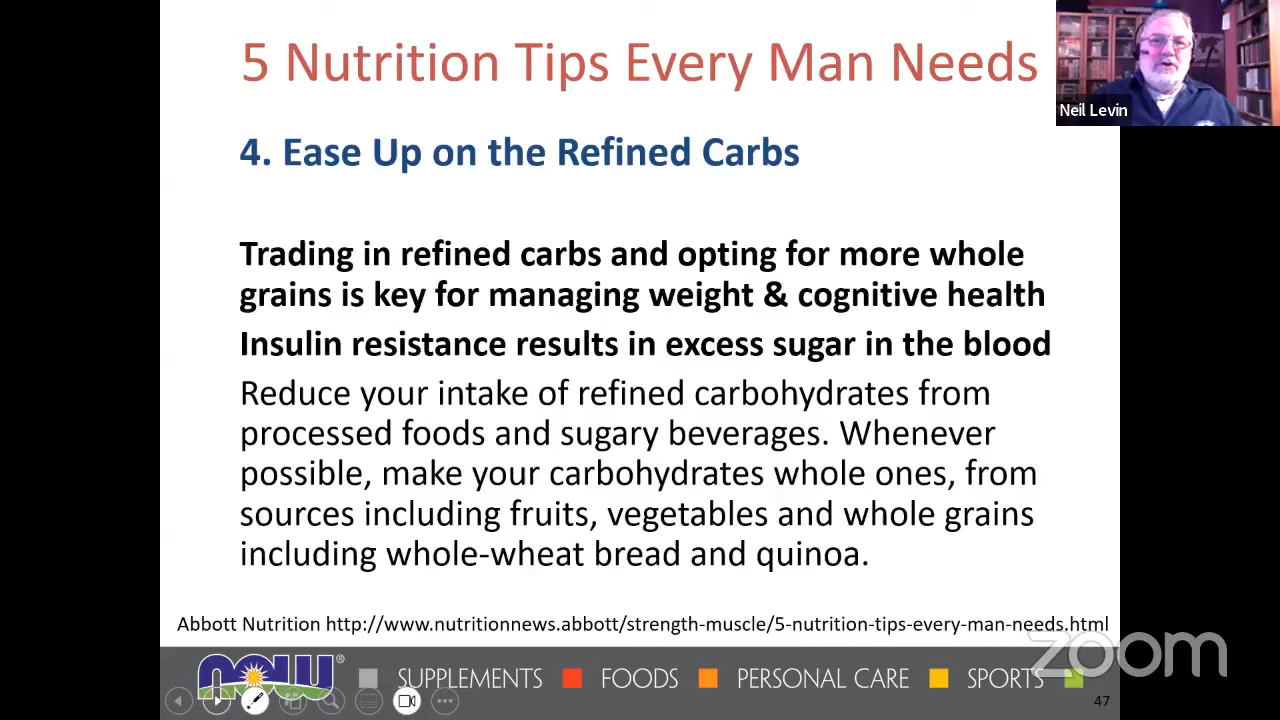 5 Nutrition Tips Every Man Needs
Neil Levin
4. Ease Up on the Refined Carbs
Trading in refined carbs and opting for more whole
grains is key for managing weight & cognitive health
Insulin resistance results in excess sugar in the blood
Reduce your intake of refined carbohydrates from
processed foods and sugary beverages. Whenever
possible, make your carbohydrates whole ones, from
sources including fruits, vegetables and whole grains
including whole-wheat bread and quinoa.
Abbott Nutrition http://www.nutritionnews.abbott/strength-muscle/5-nutrition-tips-every-man-needs.html
zoom
NOW® SUPPLEMENTS FOODS PERSONAL CARE SPORTS
47